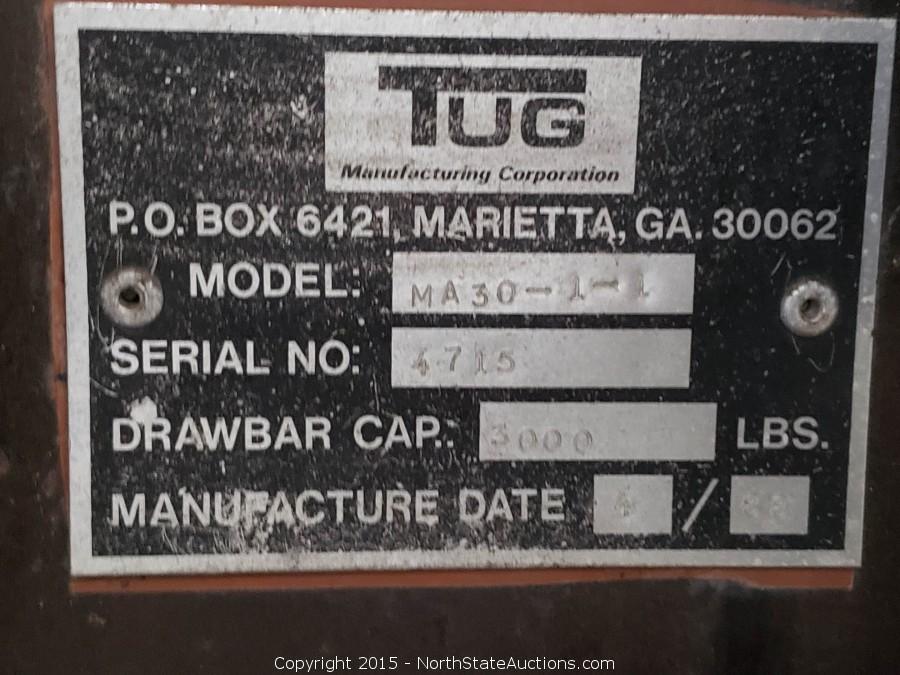 TUG
Manufacturing Corporation
P.O. BOX 6421, MARIETTA, GA. 30062
MODEL: MA30-1-1
SERIAL NO: 4715
DRAWBAR CAP.: 3000 LBS.
MANUFACTURE DATE /
Copyright 2015 - NorthStateAuctions.com